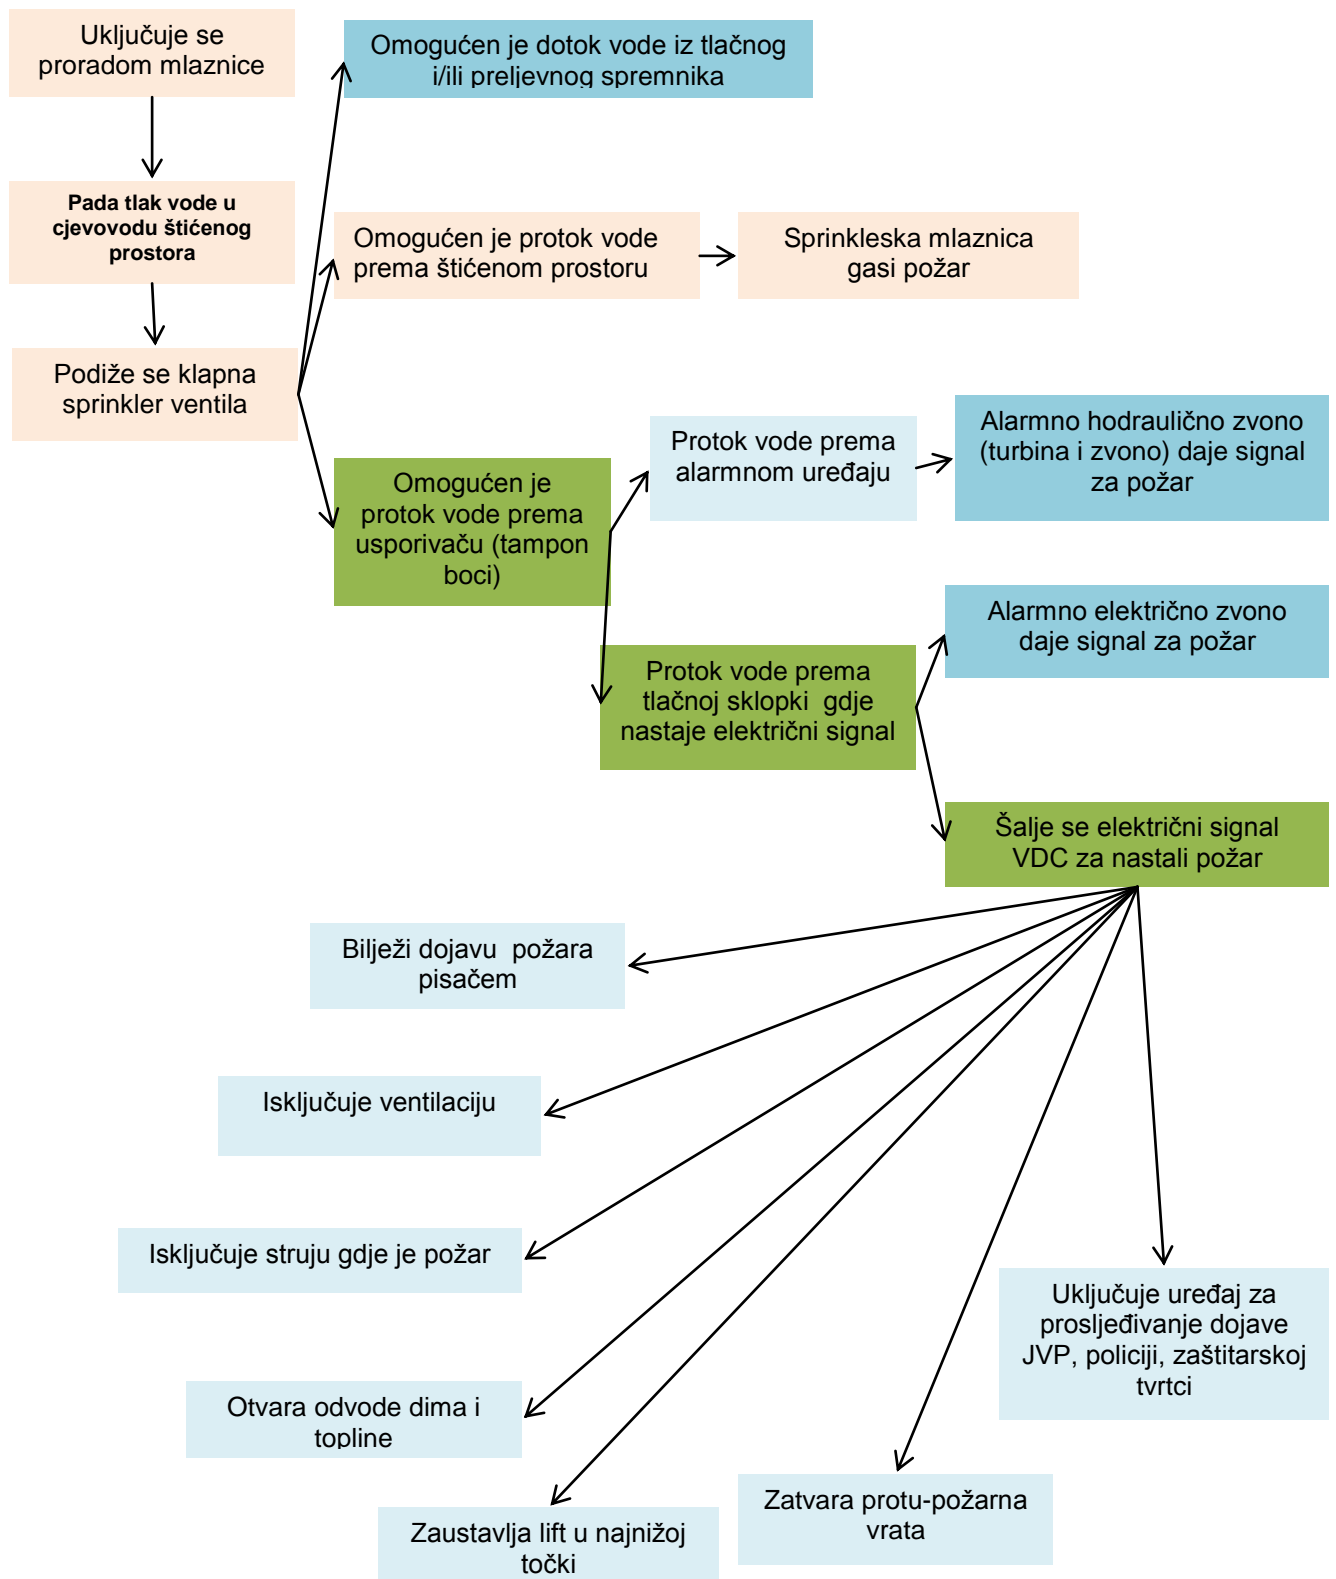 Uključuje se
proradom mlaznice
Omogućen je dotok vode iz tlačnog
i/ili preljevnog spremnika
Pada tlak vode u
cjevovodu štićenog
prostora
Omogućen je protok vode
prema štićenom prostoru
Sprinkleska mlaznica
gasi požar
Podiže se klapna
sprinkler ventila
Omogućen je
protok vode prema
usporivaču (tampon
boci)
Protok vode prema
alarmnom uređaju
Alarmno hodraulično zvono
(turbina i zvono) daje signal
za požar
Protok vode prema
tlačnoj sklopki  gdje
nastaje električni signal
Alarmno električno zvono
daje signal za požar
Šalje se električni signal
VDC za nastali požar
Bilježi dojavu  požara
pisačem
Isključuje ventilaciju
Isključuje struju gdje je požar
Otvara odvode dima i
topline
Zaustavlja lift u najnižoj
točki
Zatvara protu-požarna
vrata
Uključuje uređaj za
prosljeđivanje dojave
JVP, policiji, zaštitarskoj
tvrtci